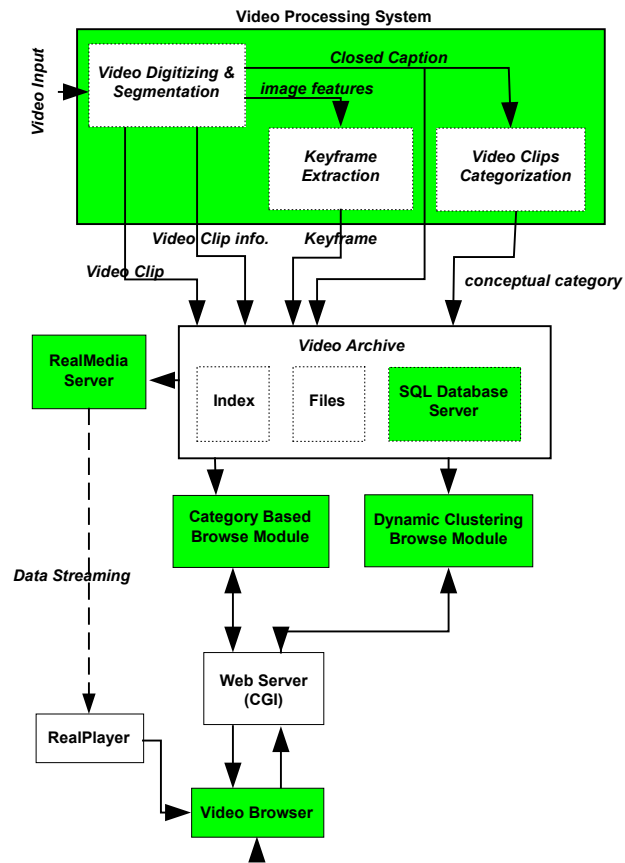 Video Processing System
Video Input
Video Digitizing &
Segmentation
Closed Caption
image features
Keyframe
Extraction
Video Clips
Categorization
Video Clip info.
Keyframe
Video Clip
conceptual category
Video Archive
RealMedia
Server
Index
Files
SQL Database
Server
Category Based
Browse Module
Dynamic Clustering
Browse Module
Data Streaming
Web Server
(CGI)
RealPlayer
Video Browser